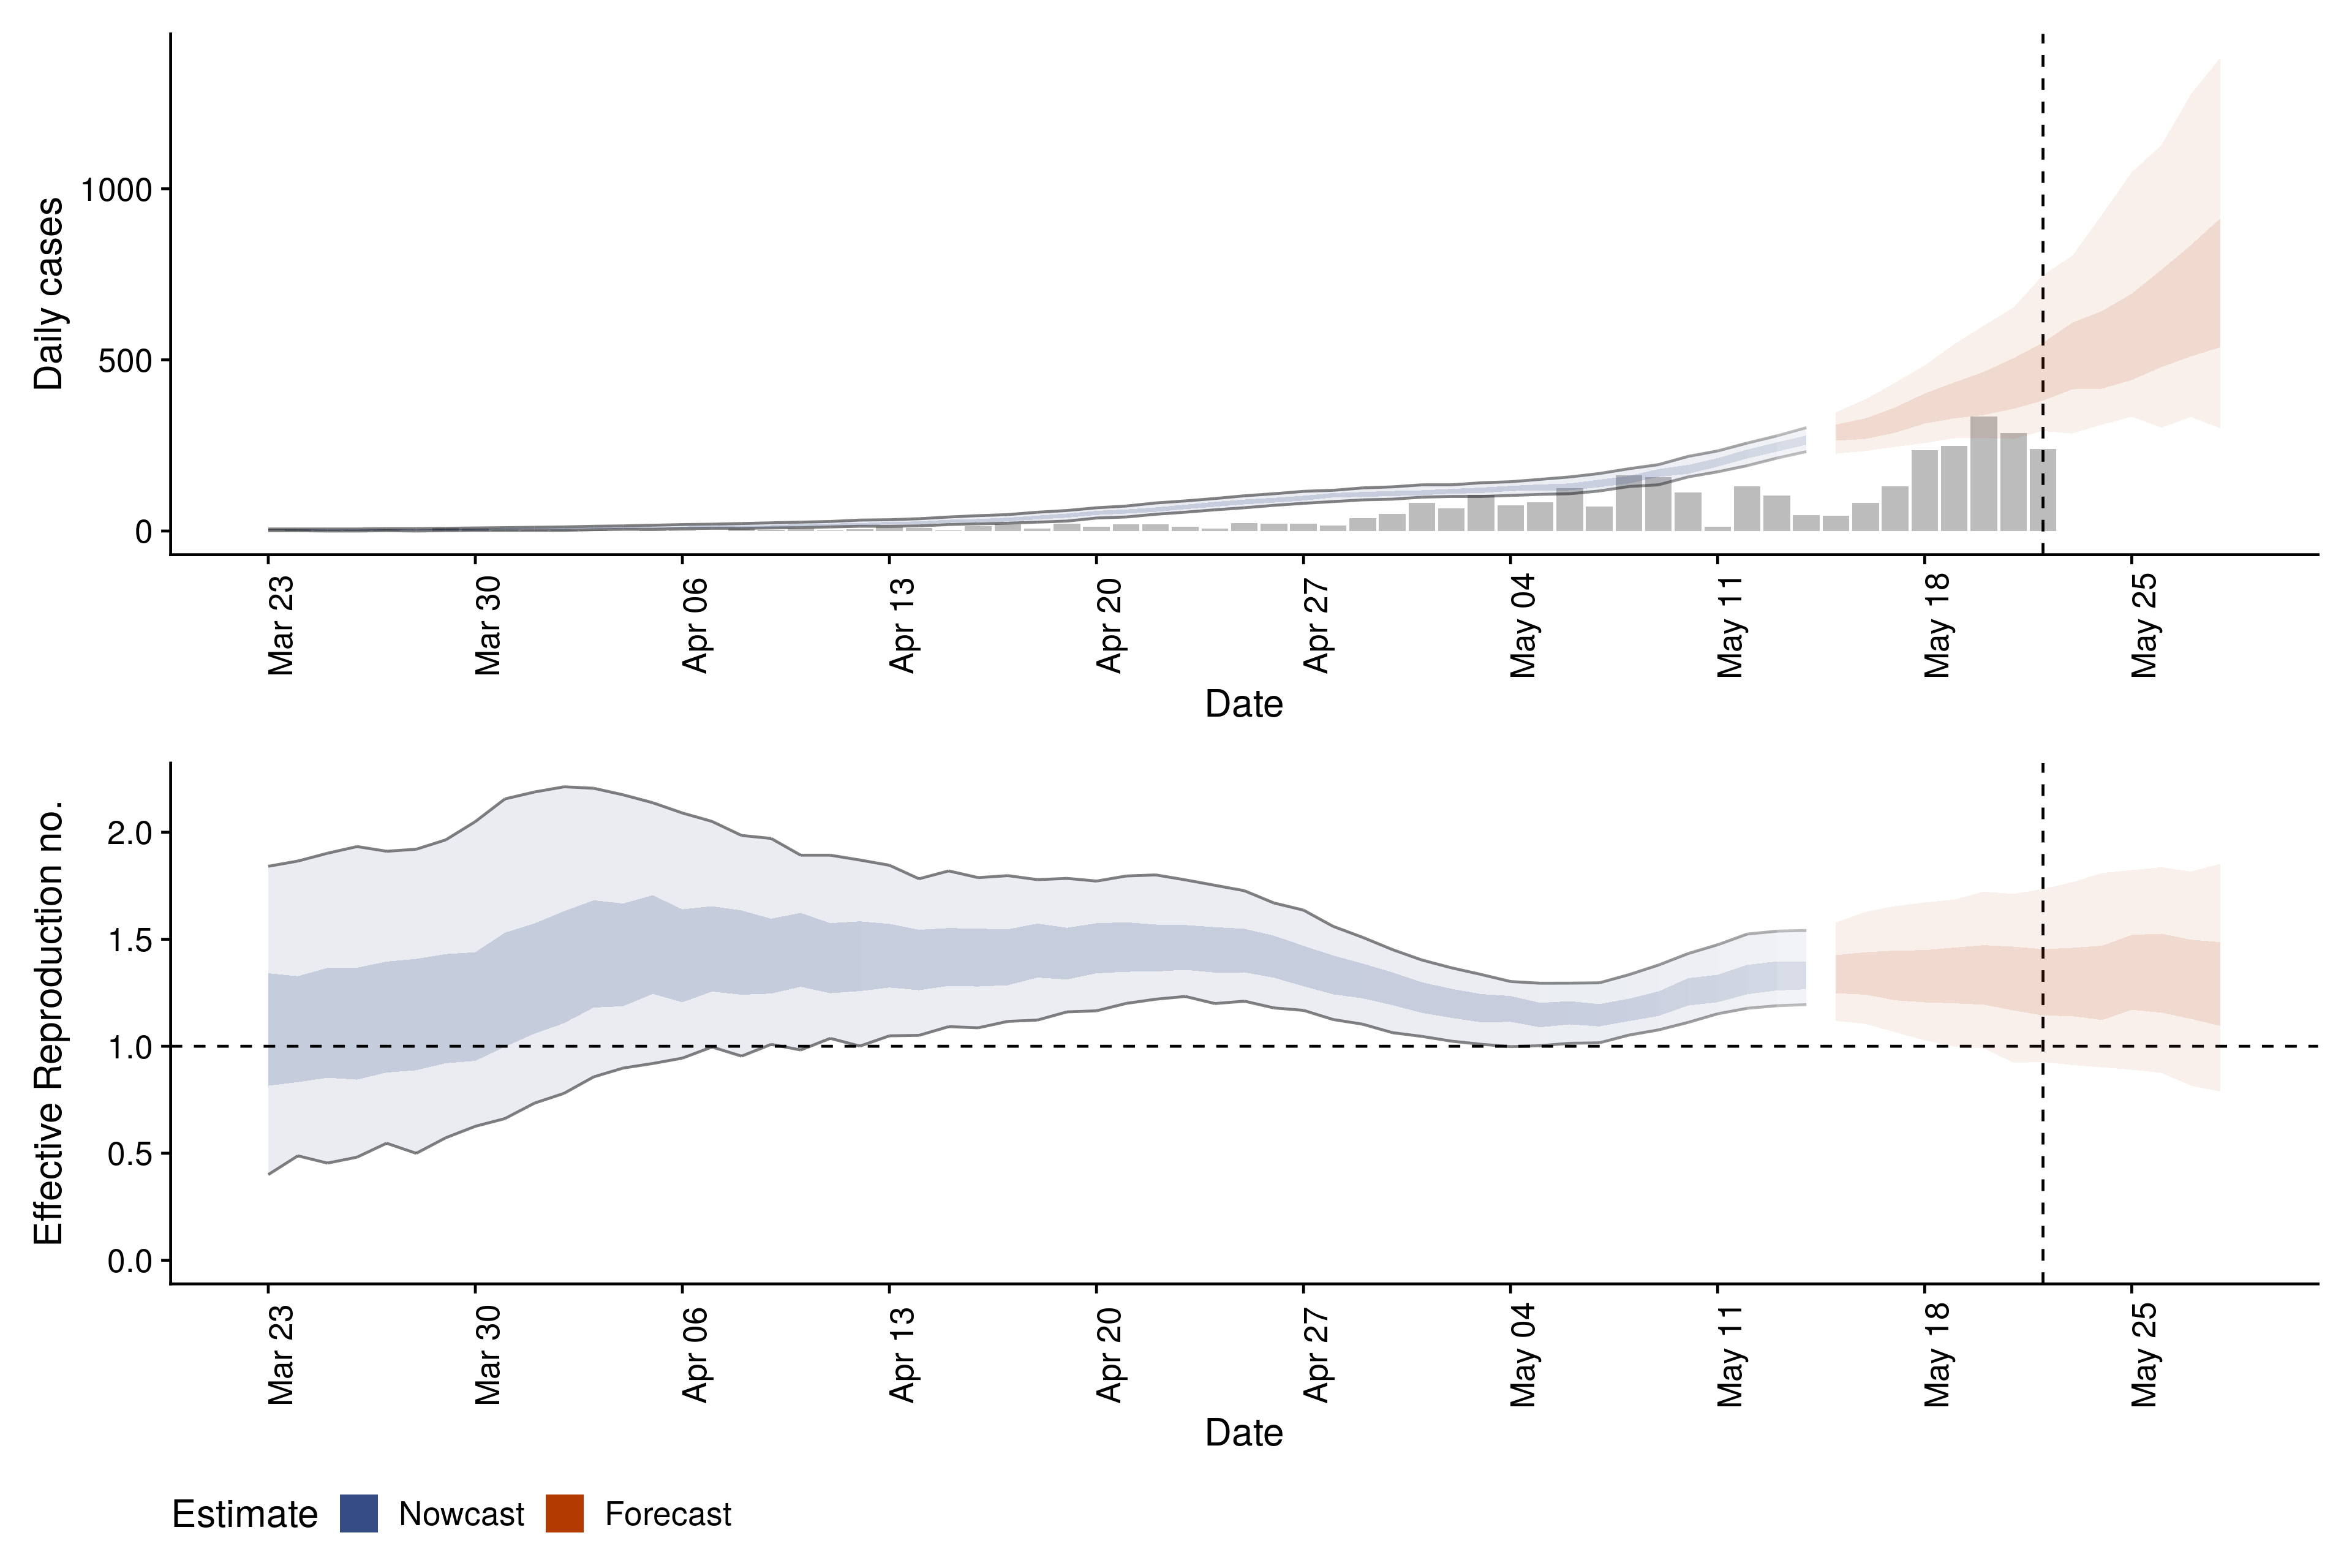 Daily cases
1000
500
0
Mar 23
Mar 30
Apr 06
Apr 13
Apr 20
Apr 27
May 04
May 11
May 18
May 25
Date
Effective Reproduction no.
2.0
1.5
1.0
0.5
0.0
Mar 23
Mar 30
Apr 06
Apr 13
Apr 20
Apr 27
May 04
May 11
May 18
May 25
Date
Estimate Nowcast Forecast